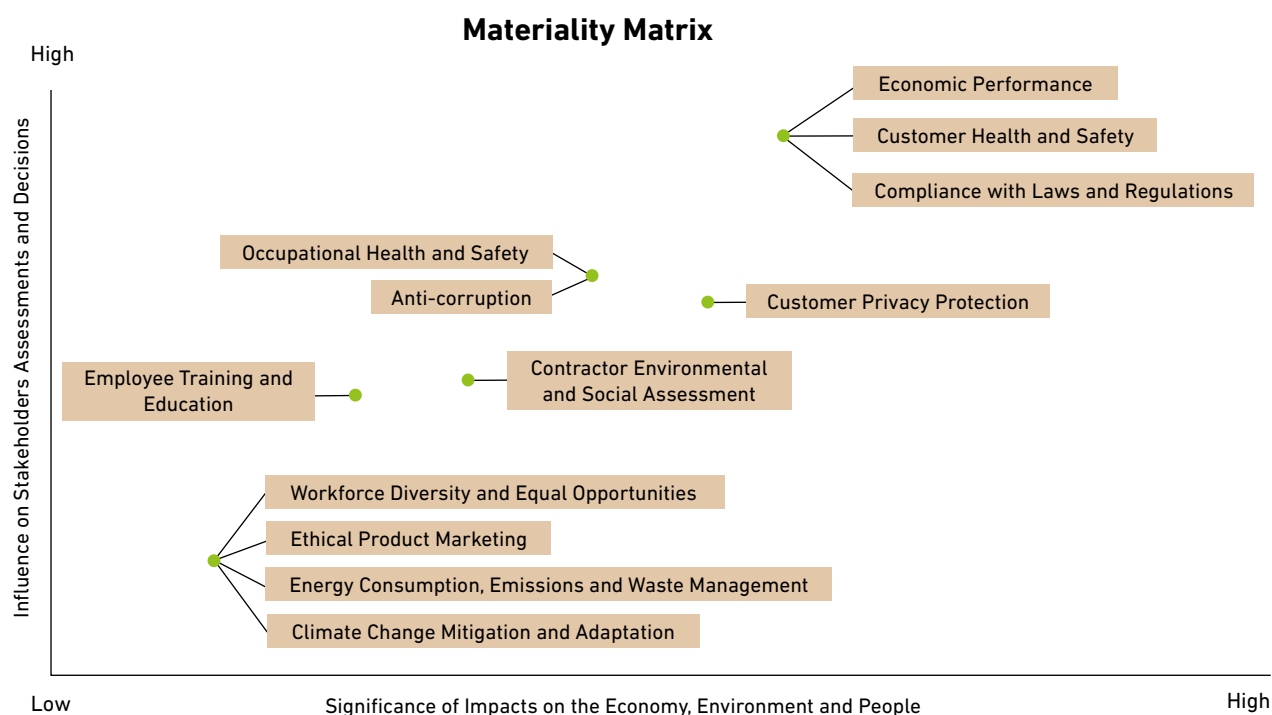 Materiality Matrix
High
Influence on Stakeholders Assessments and Decisions
Economic Performance
Customer Health and Safety
Compliance with Laws and Regulations
Occupational Health and Safety
Anti-corruption
Customer Privacy Protection
Employee Training and
Education
Contractor Environmental
and Social Assessment
Workforce Diversity and Equal Opportunities
Ethical Product Marketing
Energy Consumption, Emissions and Waste Management
Climate Change Mitigation and Adaptation
Low
Significance of Impacts on the Economy, Environment and People
High